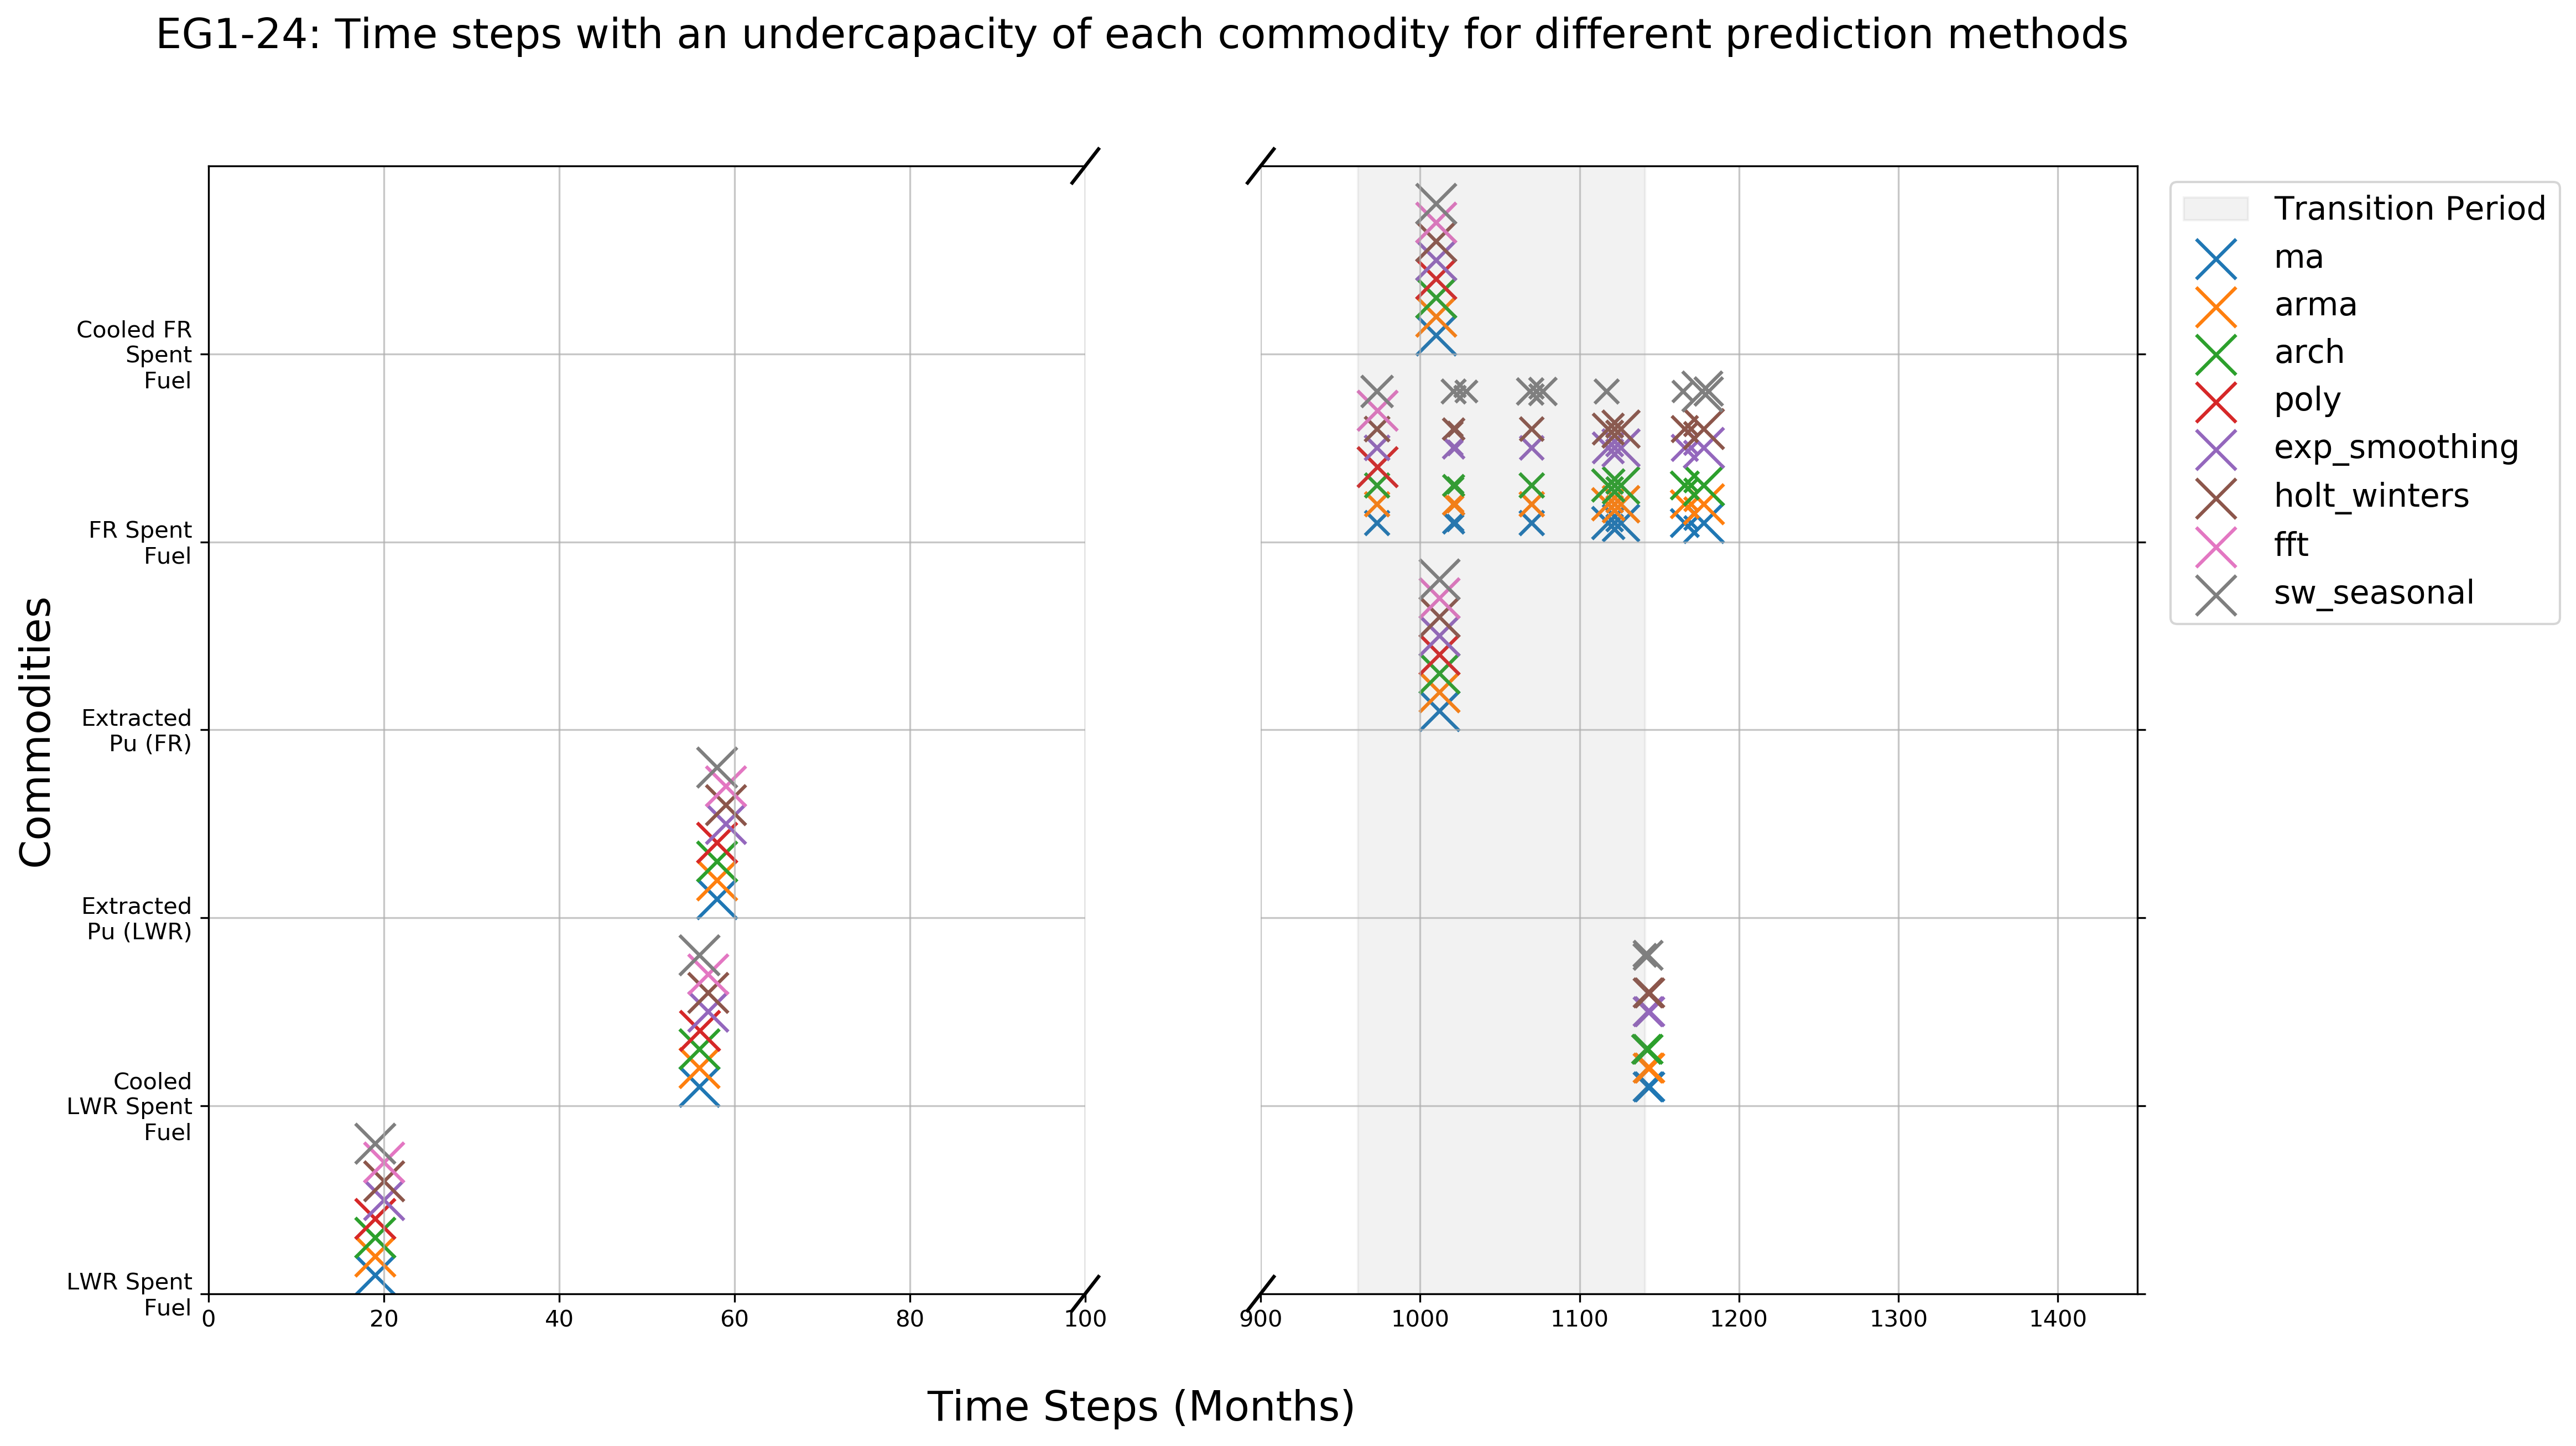 EG1-24: Time steps with an undercapacity of each commodity for different prediction methods
Transition Period
ma
arma
arch
poly
exp_smoothing
holt_winters
fft
sw_seasonal
Commodities
Cooled FR
Spent
Fuel
FR Spent
Fuel
Extracted
Pu (FR)
Extracted
Pu (LWR)
Cooled
LWR Spent
Fuel
LWR Spent
Fuel
0 20 40 60 80 100 900 1000 1100 1200 1300 1400
Time Steps (Months)